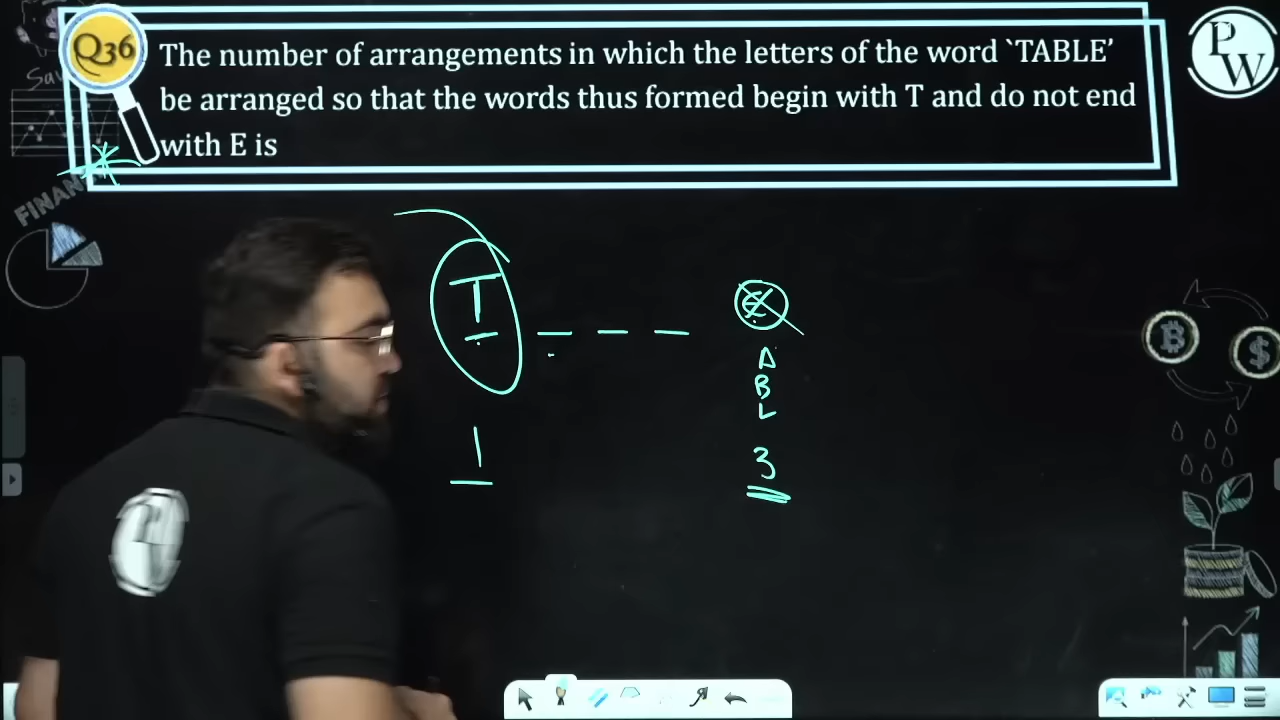 Q36
The number of arrangements in which the letters of the word `TABLE'
be arranged so that the words thus formed begin with T and do not end
with E is
P
W
Sav
FINAN
T
E
A
B
L
1
3
B
$